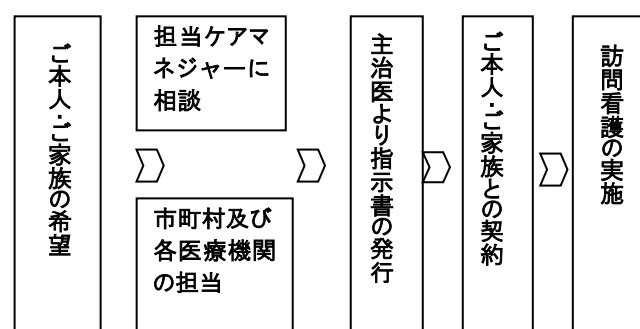 ご本人・ご家族の希望
担当ケアマ
ネジャーに
相談
市町村及び
各医療機関
の担当
主治医より指示書の発行
ご本人・ご家族との契約
訪問看護の実施